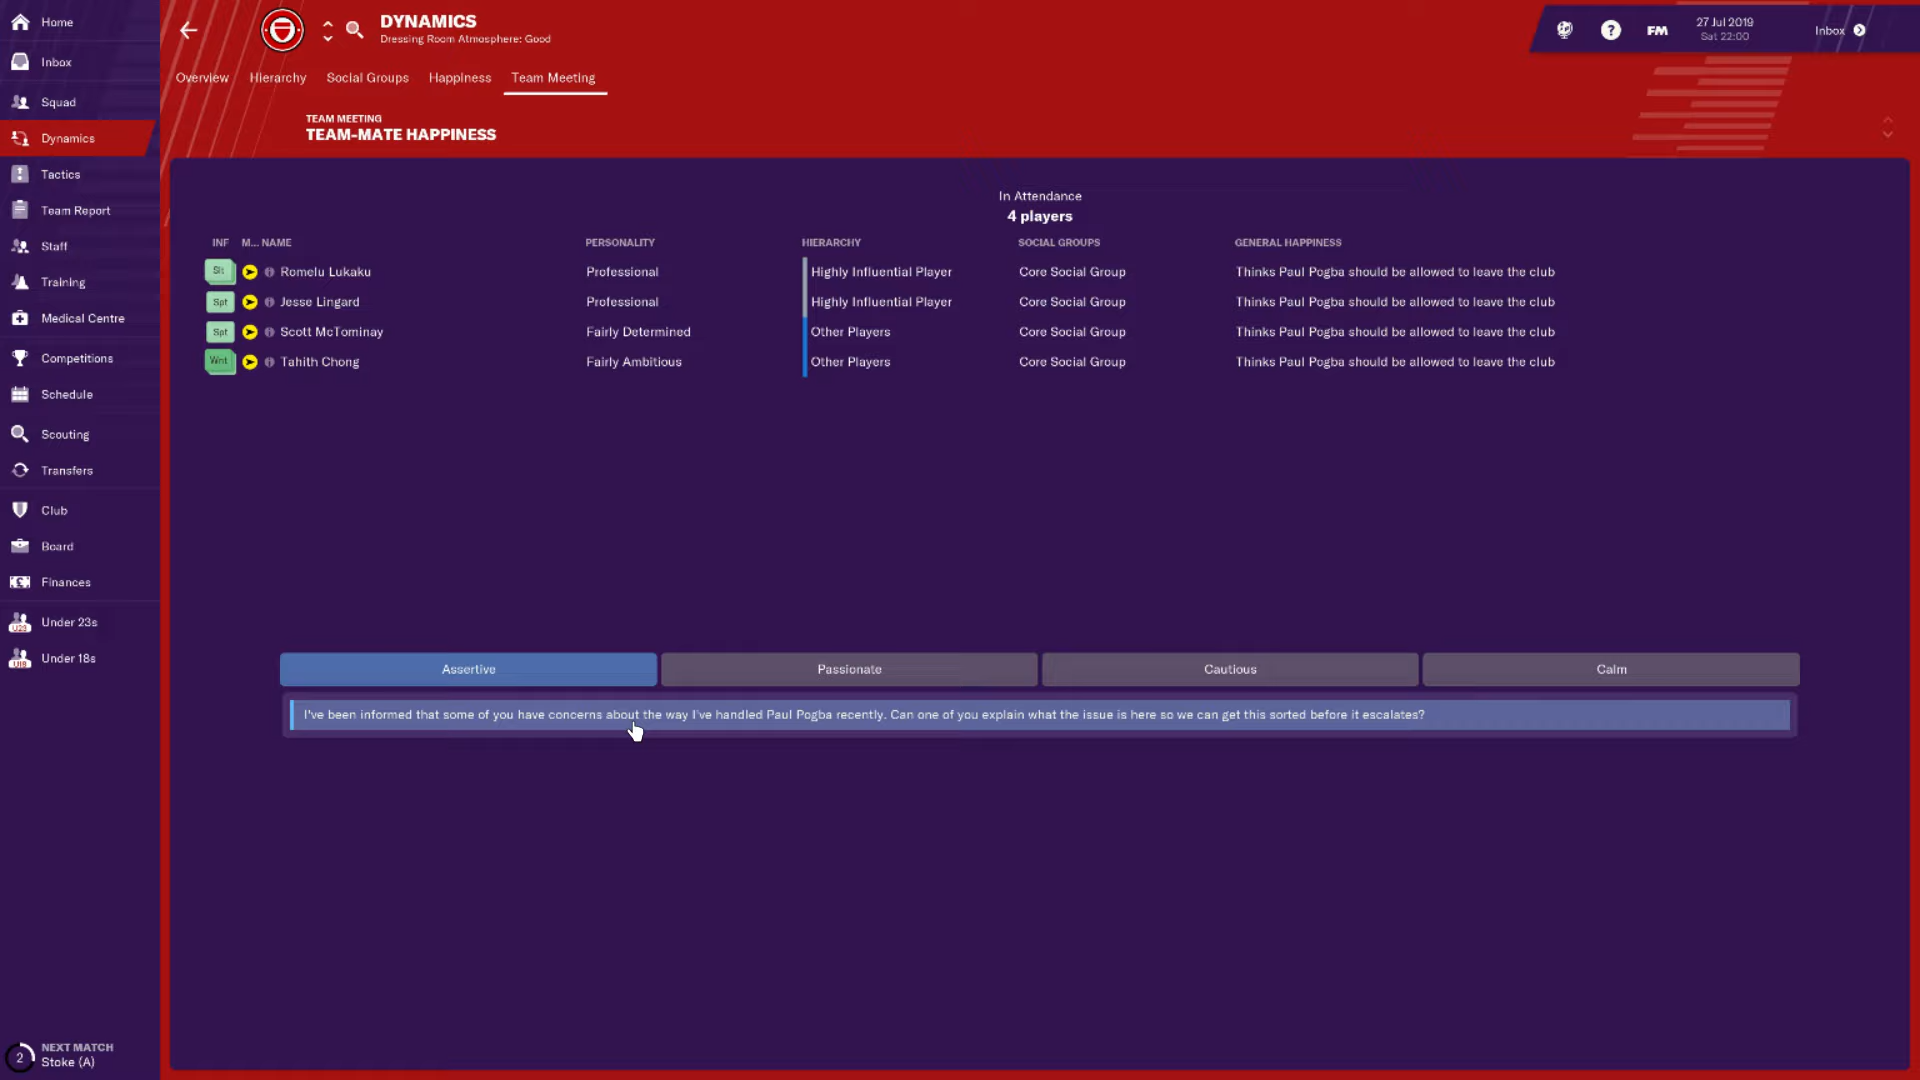 Home
Inbox
Squad
Dynamics
Tactics
Team Report
Staff
Training
Medical Centre
Competitions
Schedule
Scouting
Transfers
Club
Board
Finances
Under 23s
Under 18s
2
NEXT MATCH
Stoke (A)
DYNAMICS
Dressing Room Atmosphere: Good
? FM
27 Jul 2019
Sat 22:00
Inbox
Overview Hierarchy Social Groups Happiness Team Meeting
TEAM MEETING
TEAM-MATE HAPPINESS
In Attendance
4 players
INF M... NAME PERSONALITY HIERARCHY SOCIAL GROUPS GENERAL HAPPINESS
Slt Romelu Lukaku Professional Highly Influential Player Core Social Group Thinks Paul Pogba should be allowed to leave the club
Spt Jesse Lingard Professional Highly Influential Player Core Social Group Thinks Paul Pogba should be allowed to leave the club
Spt Scott McTominay Fairly Determined Other Players Core Social Group Thinks Paul Pogba should be allowed to leave the club
Wnt Tahith Chong Fairly Ambitious Other Players Core Social Group Thinks Paul Pogba should be allowed to leave the club
Assertive Passionate Cautious Calm
I've been informed that some of you have concerns about the way I've handled Paul Pogba recently. Can one of you explain what the issue is here so we can get this sorted before it escalates?